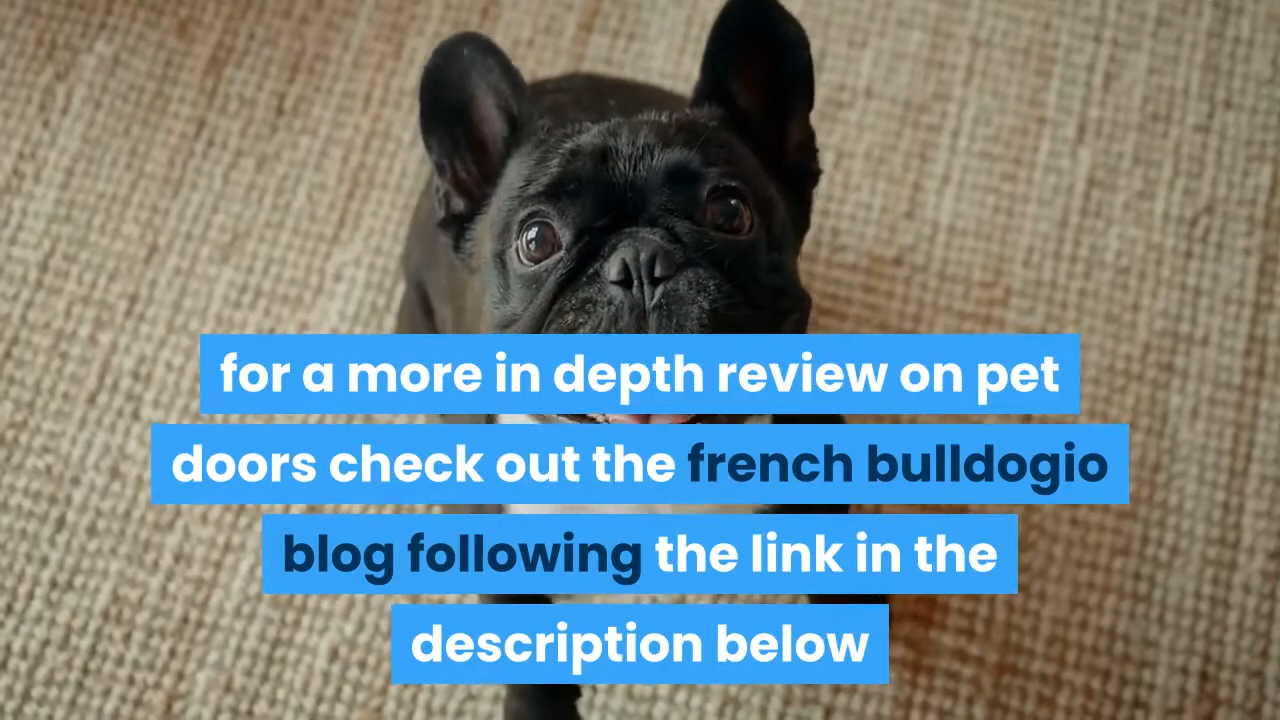 for a more in depth review on pet
doors check out the french bulldogio
blog following the link in the
description below